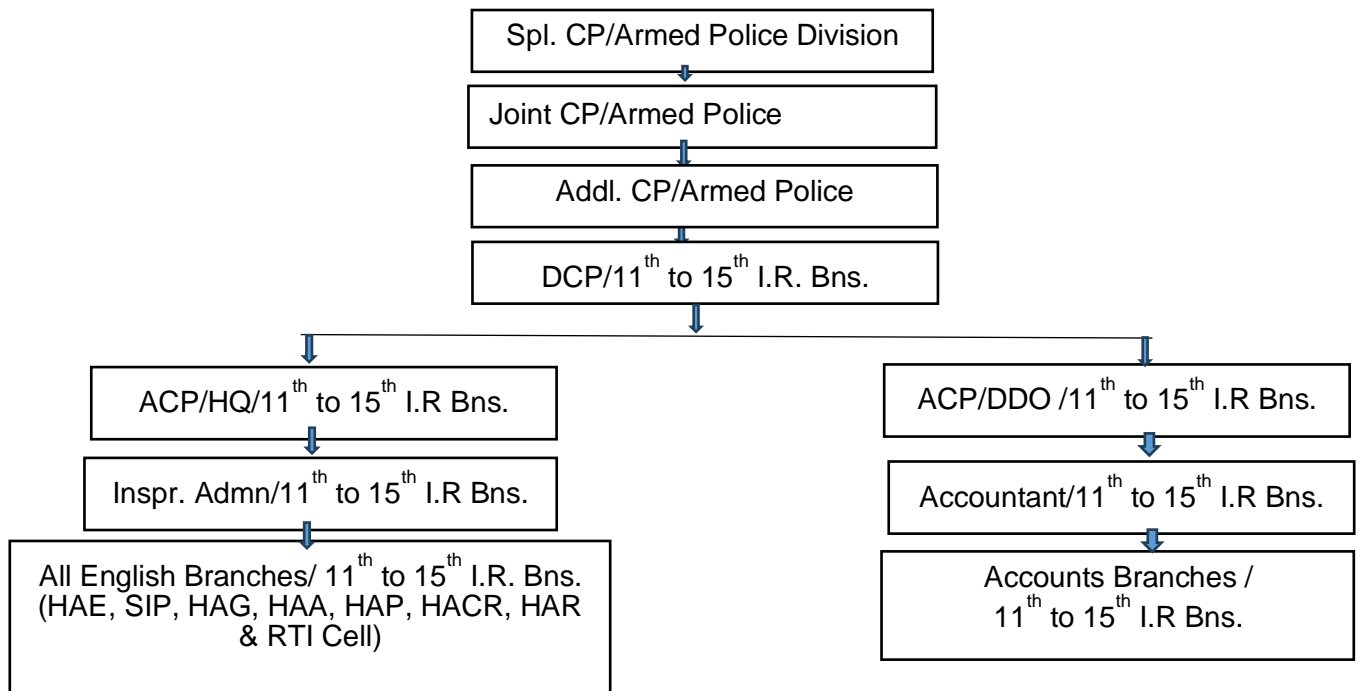 Spl. CP/Armed Police Division
Joint CP/Armed Police
Addl. CP/Armed Police
DCP/11th to 15th I.R. Bns.
ACP/HQ/11th to 15th I.R Bns.
ACP/DDO /11th to 15th I.R Bns.
Inspr. Admn/11th to 15th I.R Bns.
Accountant/11th to 15th I.R Bns.
All English Branches/ 11th to 15th I.R. Bns.
(HAE, SIP, HAG, HAA, HAP, HACR, HAR
& RTI Cell)
Accounts Branches /
11th to 15th I.R Bns.